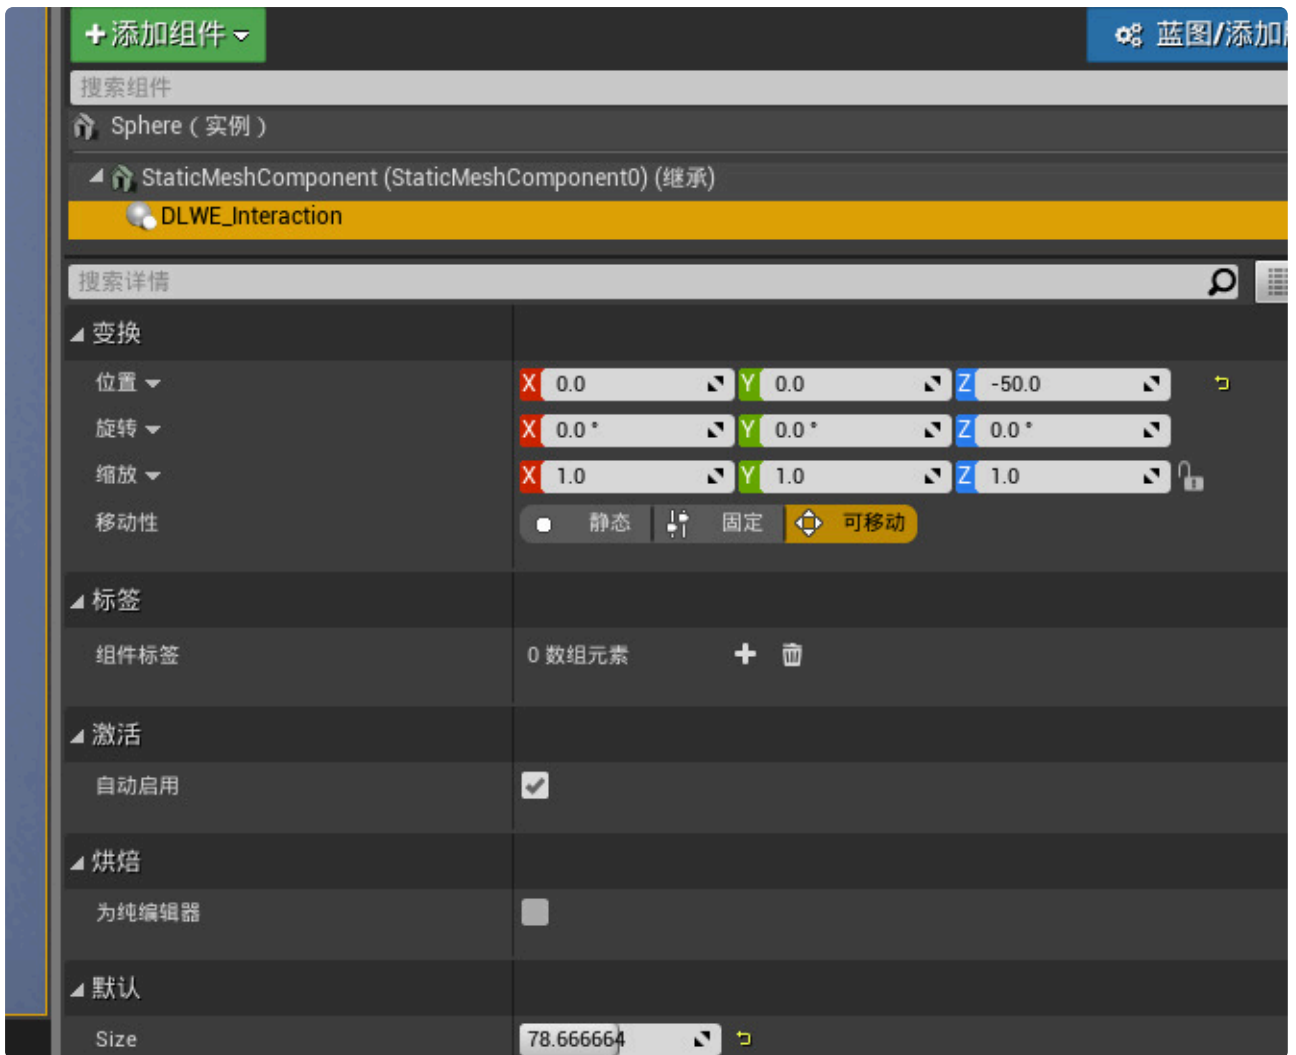 +添加组件
蓝图/添加
搜索组件
Sphere ( 实例 )
StaticMeshComponent (StaticMeshComponent0) (继承)
DLWE_Interaction
搜索详情
变换
位置 X 0.0 Y 0.0 Z -50.0
旋转 X 0.0 ° Y 0.0 ° Z 0.0 °
缩放 X 1.0 Y 1.0 Z 1.0
移动性 静态 固定 可移动
标签
组件标签 0 数组元素
激活
自动启用
烘焙
为纯编辑器
默认
Size 78.666664